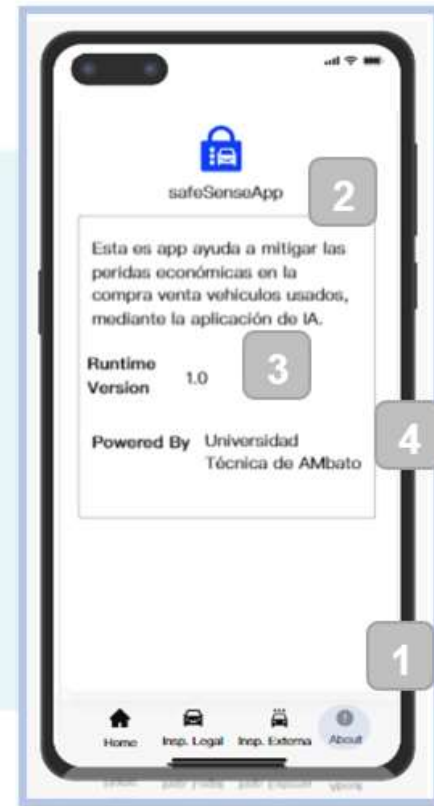 safeSenseApp
2
Esta es app ayuda a mitigar las
peridas económicas en la
compra venta vehiculos usados,
mediante la aplicación de IA.
Runtime
Version 1.0
3
Powered By Universidad
Técnica de AMbato
4
1
Home Insp. Legal Insp. Externa About